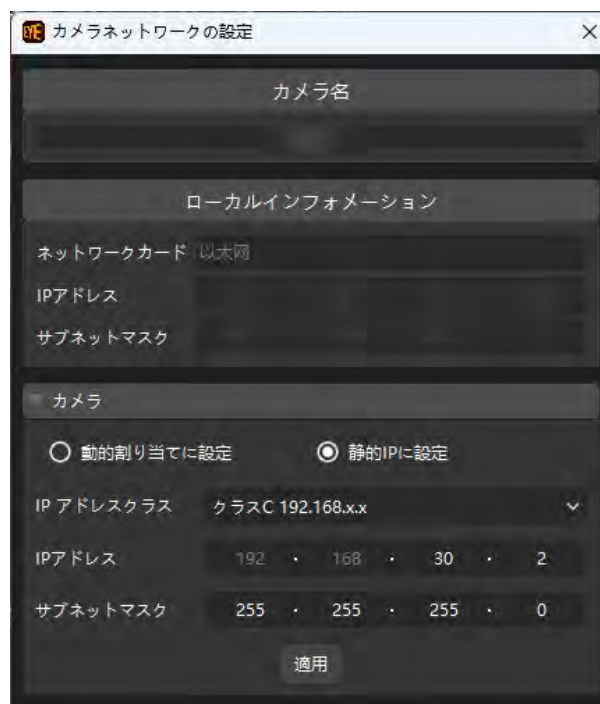 EYE カメラネットワークの設定
カメラ名
ローカルインフォメーション
ネットワークカード 以太网
IPアドレス
サブネットマスク
カメラ
動的割り当てに設定 静的IPに設定
IP アドレスクラス クラスC 192.168.x.x
IPアドレス 192 . 168 . 30 . 2
サブネットマスク 255 . 255 . 255 . 0
適用